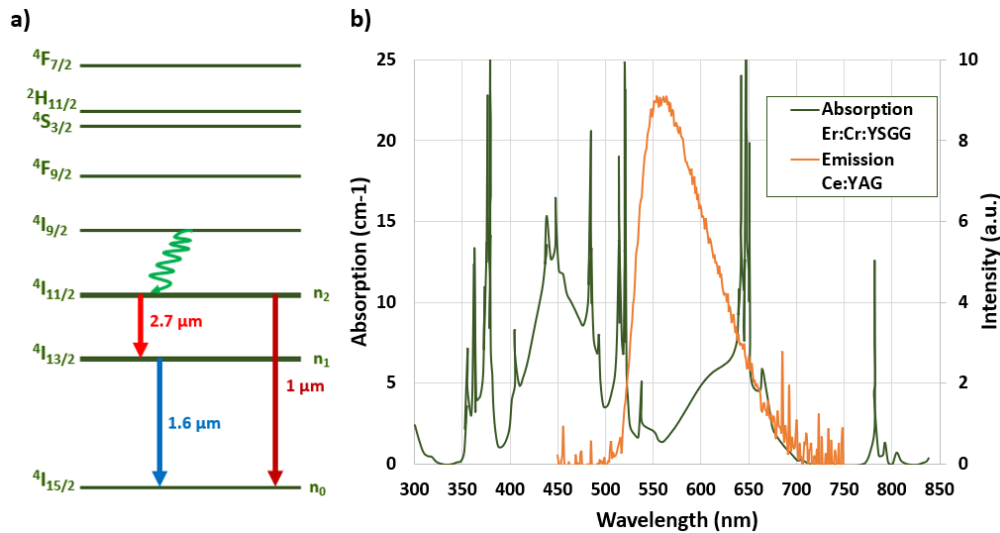 a)
⁴F₇/₂
²H₁₁/₂
⁴S₃/₂
⁴F₉/₂
⁴I₉/₂
⁴I₁₁/₂
n₂
2.7 µm
⁴I₁₃/₂
n₁
1 µm
1.6 µm
⁴I₁₅/₂
n₀
b)
25
20
15
10
5
0
Absorption (cm-1)
300 350 400 450 500 550 600 650 700 750 800 850
Wavelength (nm)
10
8
6
4
2
0
Intensity (a.u.)
Absorption
Er:Cr:YSGG
Emission
Ce:YAG